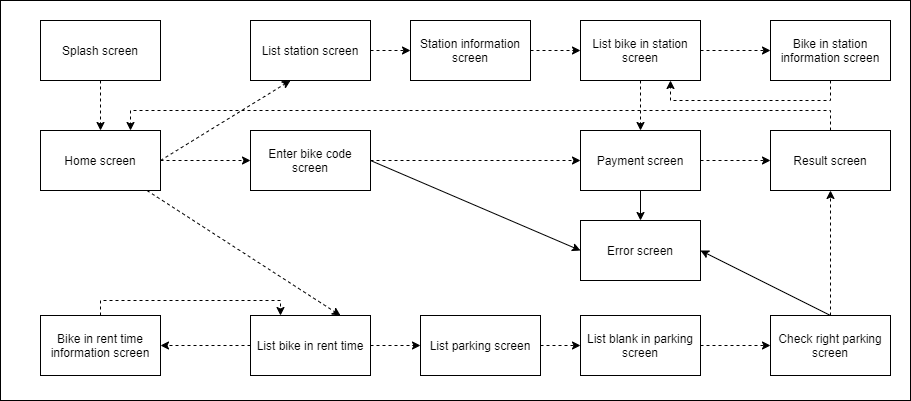 Splash screen
List station screen
Station information
screen
List bike in station
screen
Bike in station
information screen
Home screen
Enter bike code
screen
Payment screen
Result screen
Error screen
Bike in rent time
information screen
List bike in rent time
List parking screen
List blank in parking
screen
Check right parking
screen